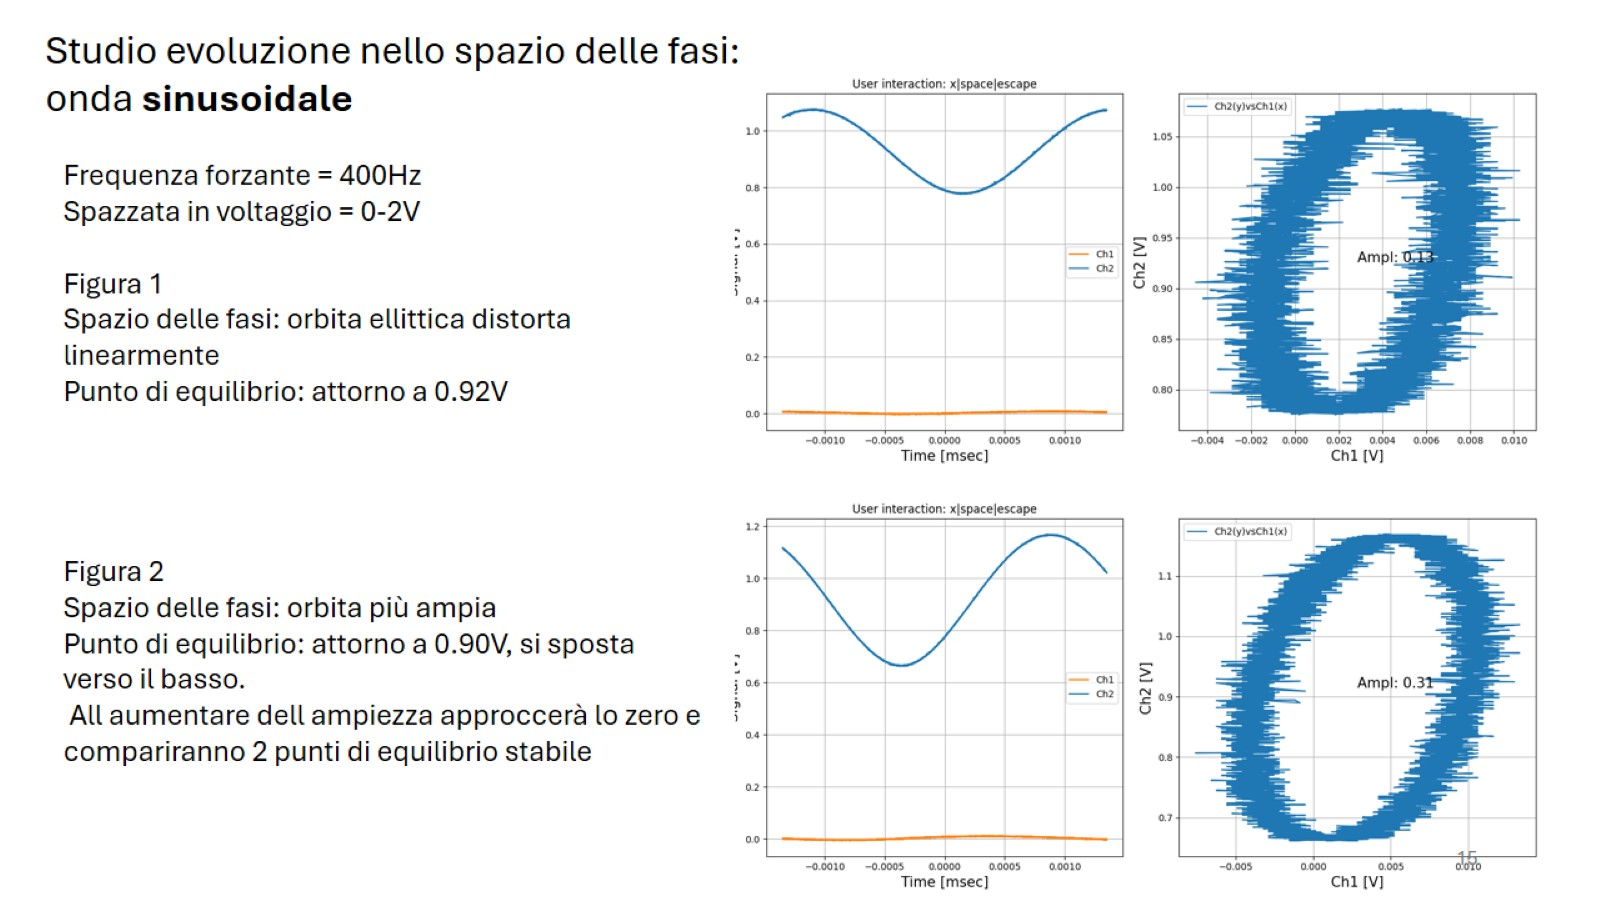 Studio evoluzione nello spazio delle fasi:
onda sinusoidale
Frequenza forzante = 400Hz
Spazzata in voltaggio = 0-2V
Figura 1
Spazio delle fasi: orbita ellittica distorta
linearmente
Punto di equilibrio: attorno a 0.92V
Figura 2
Spazio delle fasi: orbita più ampia
Punto di equilibrio: attorno a 0.90V, si sposta
verso il basso.
All aumentare dell ampiezza approccerà lo zero e
compariranno 2 punti di equilibrio stabile
User interaction: x|space|escape
1.0
0.8
0.6
0.4
0.2
0.0
Ch1
Ch2
−0.0010 −0.0005 0.0000 0.0005 0.0010
Time [msec]
Ch2(y)vsCh1(x)
Ch2 [V]
1.05
1.00
0.95
0.90
0.85
0.80
Ampl: 0.13
−0.004 −0.002 0.000 0.002 0.004 0.006 0.008 0.010
Ch1 [V]
User interaction: x|space|escape
1.2
1.0
0.8
0.6
0.4
0.2
0.0
Ch1
Ch2
−0.0010 −0.0005 0.0000 0.0005 0.0010
Time [msec]
Ch2(y)vsCh1(x)
Ch2 [V]
1.1
1.0
0.9
0.8
0.7
Ampl: 0.31
−0.005 0.000 0.005 0.010
Ch1 [V]
15